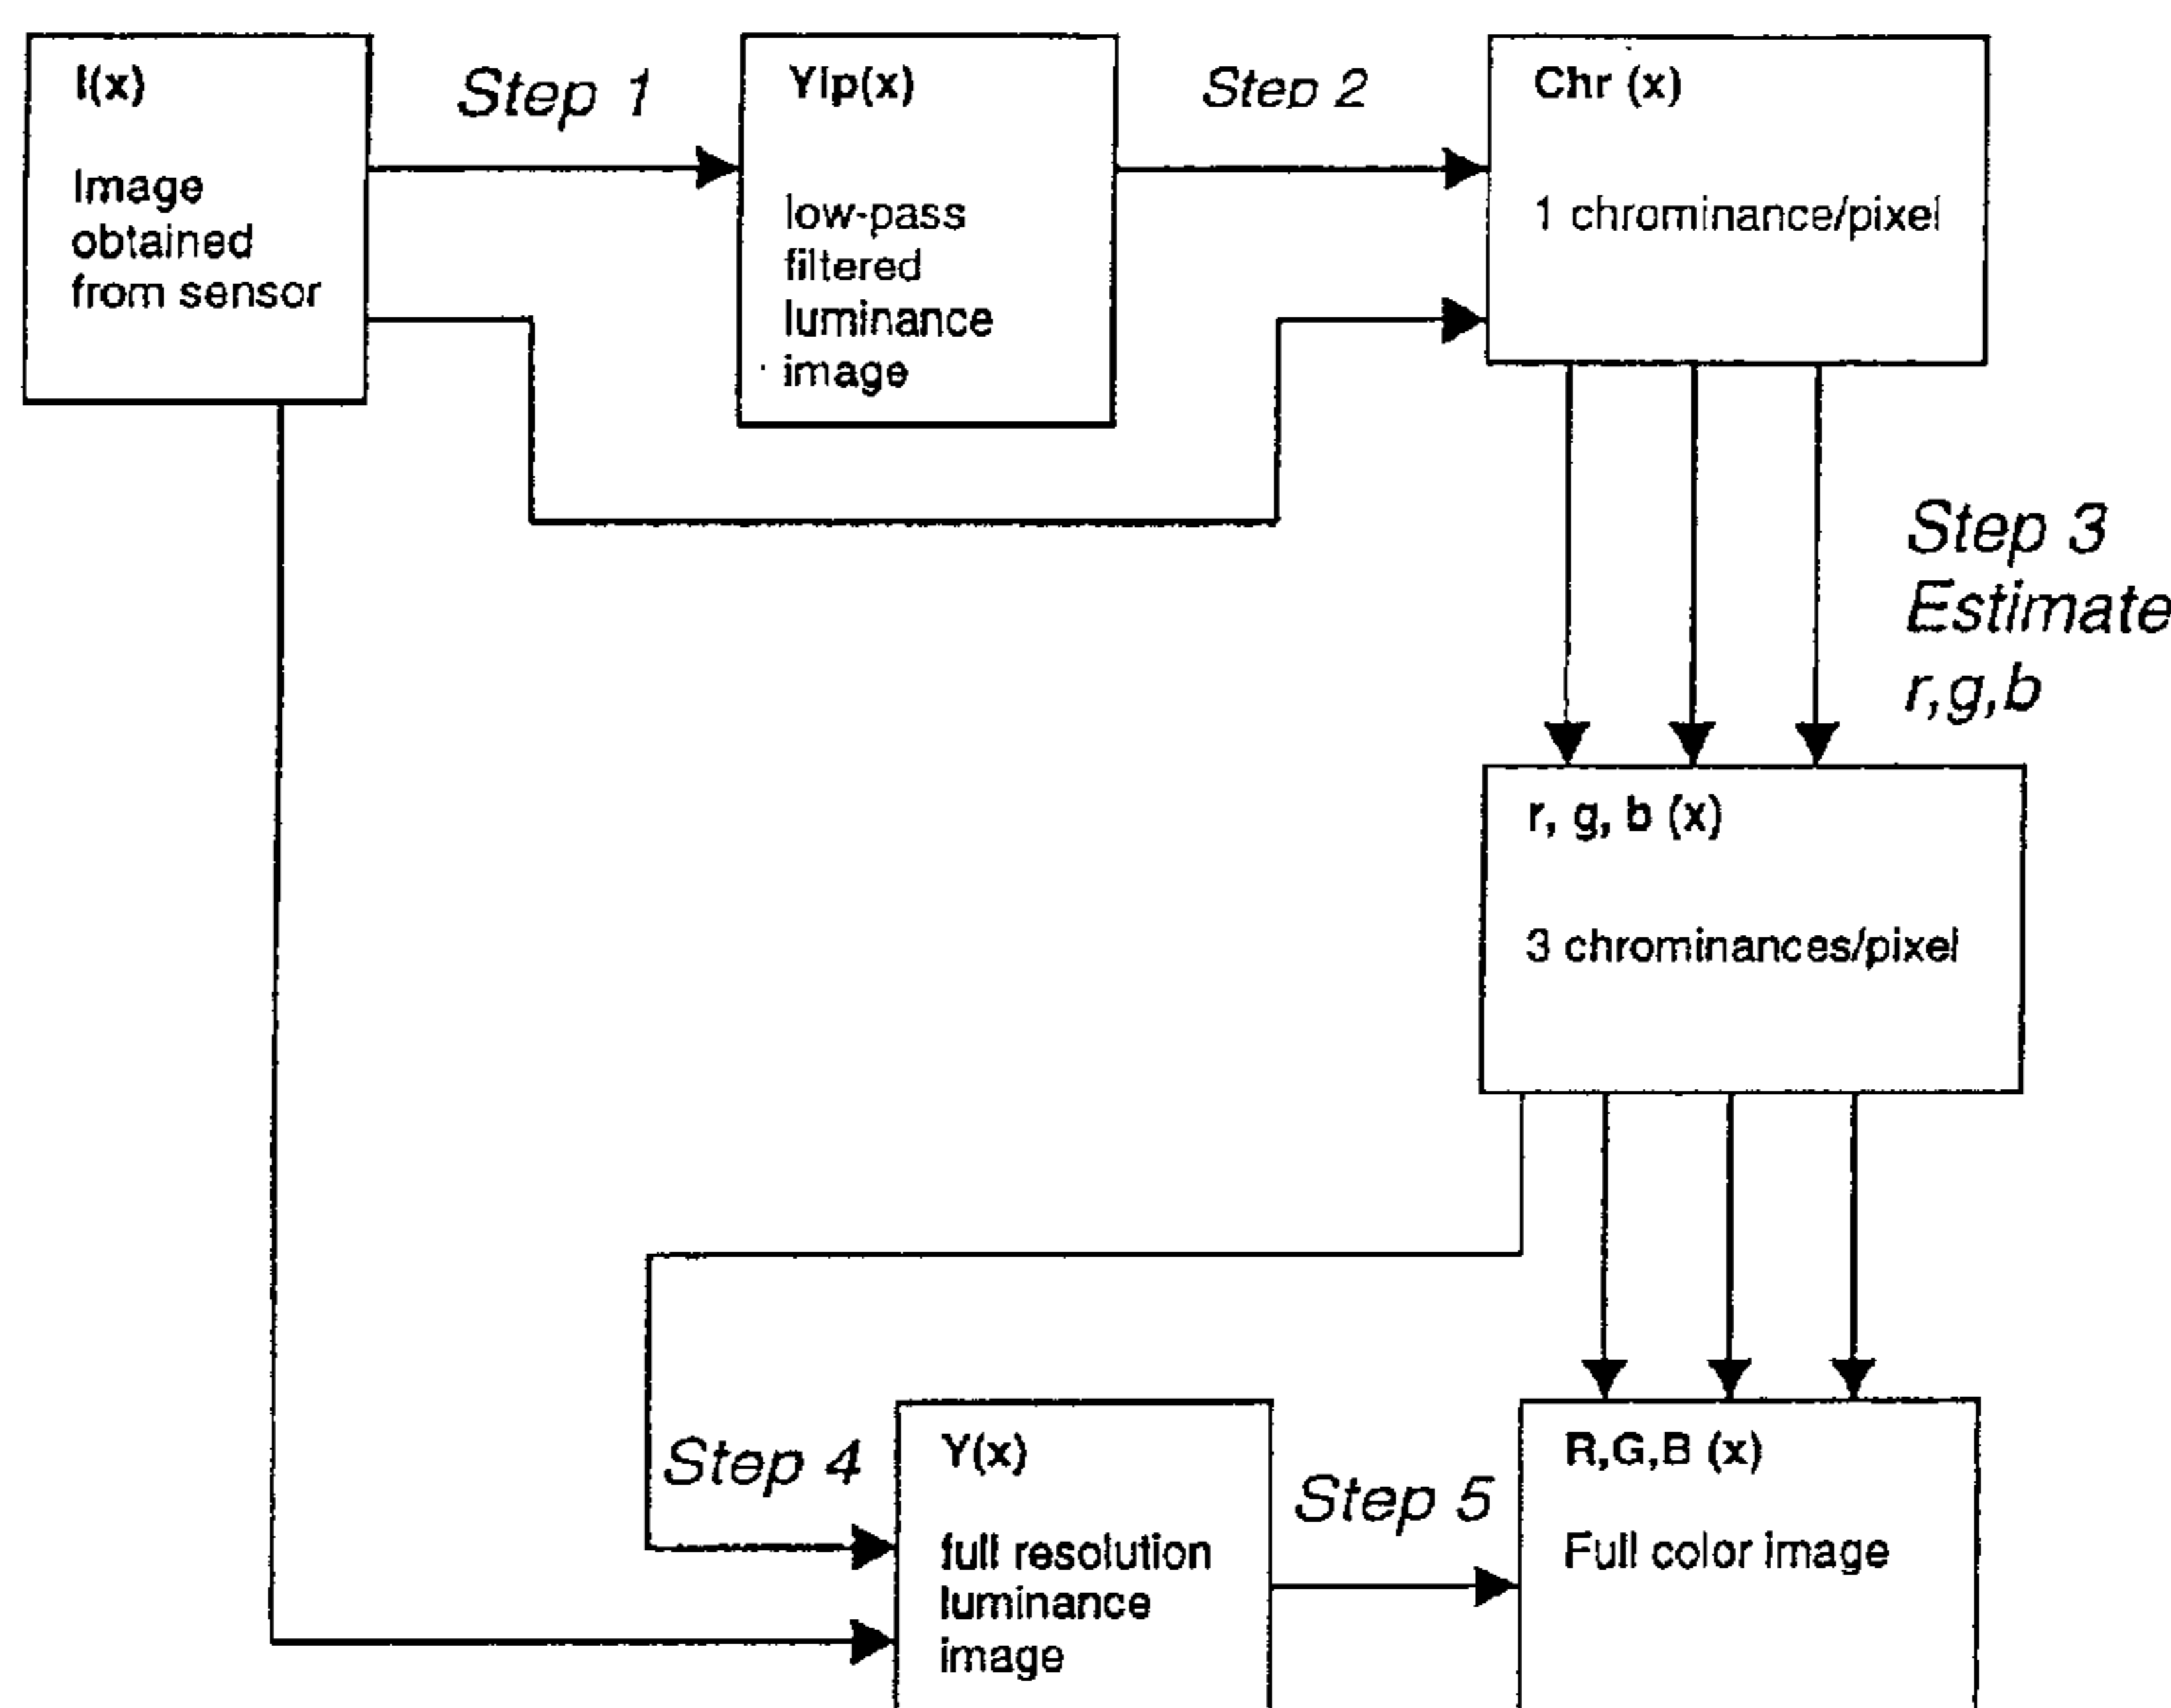 I(x)
Image
obtained
from sensor
Step 1
Ylp(x)
low-pass
filtered
luminance
image
Step 2
Chr (x)
1 chrominance/pixel
Step 3
Estimate
r,g,b
r, g, b (x)
3 chrominances/pixel
Step 4
Y(x)
full resolution
luminance
image
Step 5
R,G,B (x)
Full color image